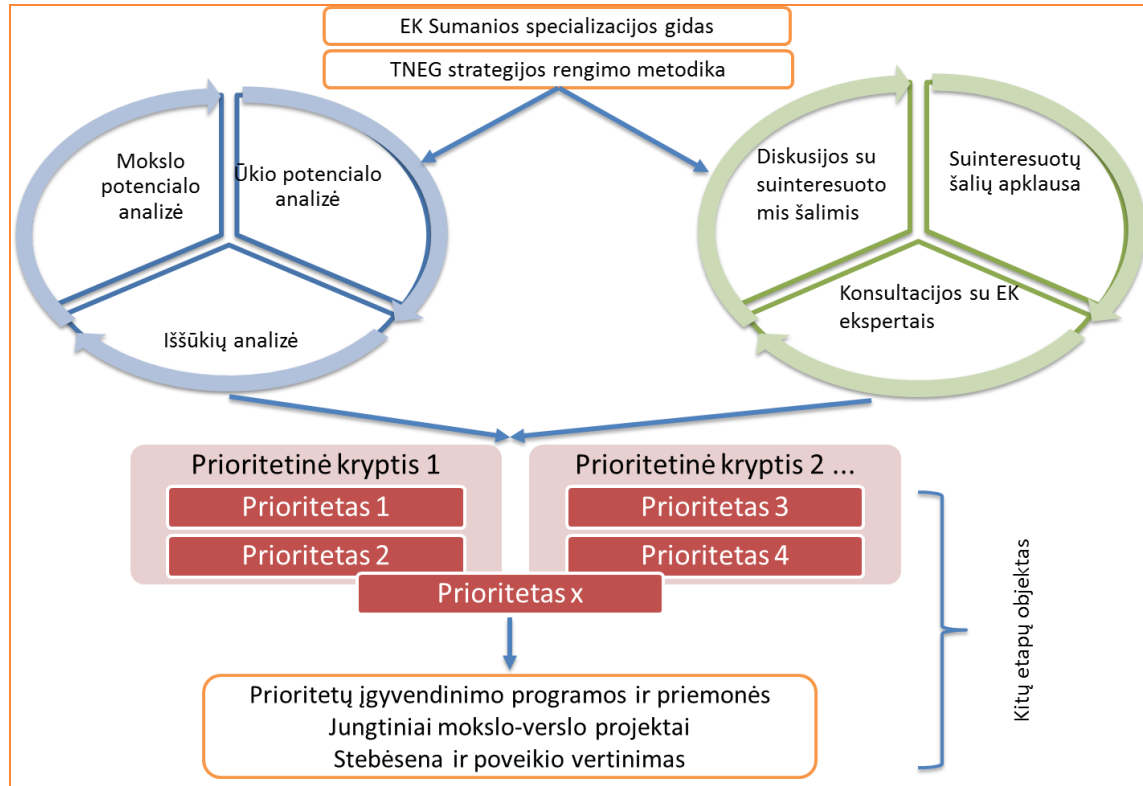 EK Sumanios specializacijos gidas
TNEG strategijos rengimo metodika
Mokslo
potencialo
analizė
Ūkio potencialo
analizė
Iššūkių analizė
Diskusijos su
suinteresuoto
mis šalimis
Suinteresuotų
šalių apklausa
Konsultacijos su EK
ekspertais
Prioritetinė kryptis 1
Prioritetas 1
Prioritetas 2
Prioritetinė kryptis 2 ...
Prioritetas 3
Prioritetas 4
Prioritetas x
Kitų etapų objektas
Prioritetų įgyvendinimo programos ir priemonės
Jungtiniai mokslo-verslo projektai
Stebėsena ir poveikio vertinimas